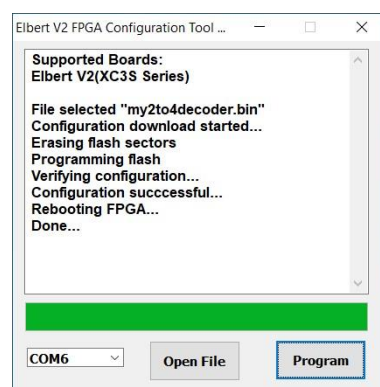 Elbert V2 FPGA Configuration Tool ...
Supported Boards:
Elbert V2(XC3S Series)
File selected "my2to4decoder.bin"
Configuration download started...
Erasing flash sectors
Programming flash
Verifying configuration...
Configuration succcessful...
Rebooting FPGA...
Done...
COM6
Open File
Program